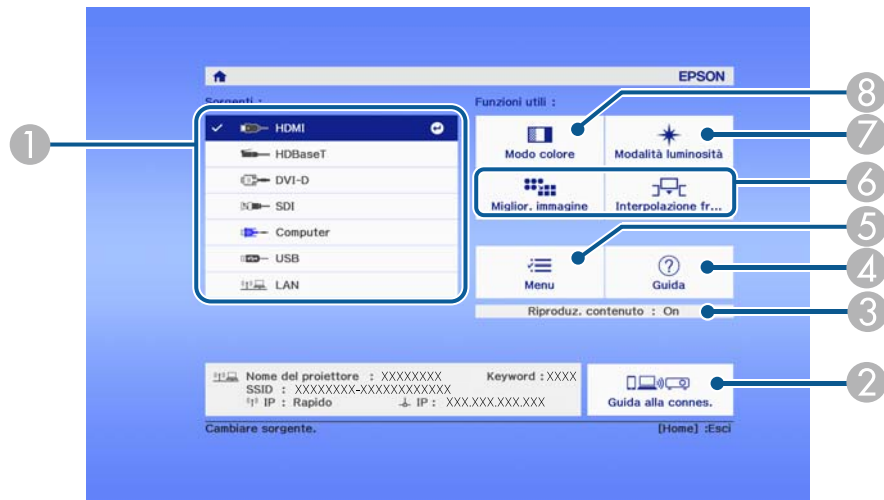 EPSON
Sorgenti :
Funzioni utili :
HDMI
HDBaseT
DVI-D
SDI
Computer
USB
LAN
Modo colore
Modalità luminosità
Miglior. immagine
Interpolazione fr...
Menu
Guida
Riproduz. contenuto : On
Nome del proiettore : XXXXXXXX Keyword : XXXX
SSID : XXXXXXXX-XXXXXXXXXXXX
IP : Rapido IP : XXX.XXX.XXX.XXX
Guida alla connes.
Cambiare sorgente.
[Home] :Esci
1
8
7
6
5
4
3
2